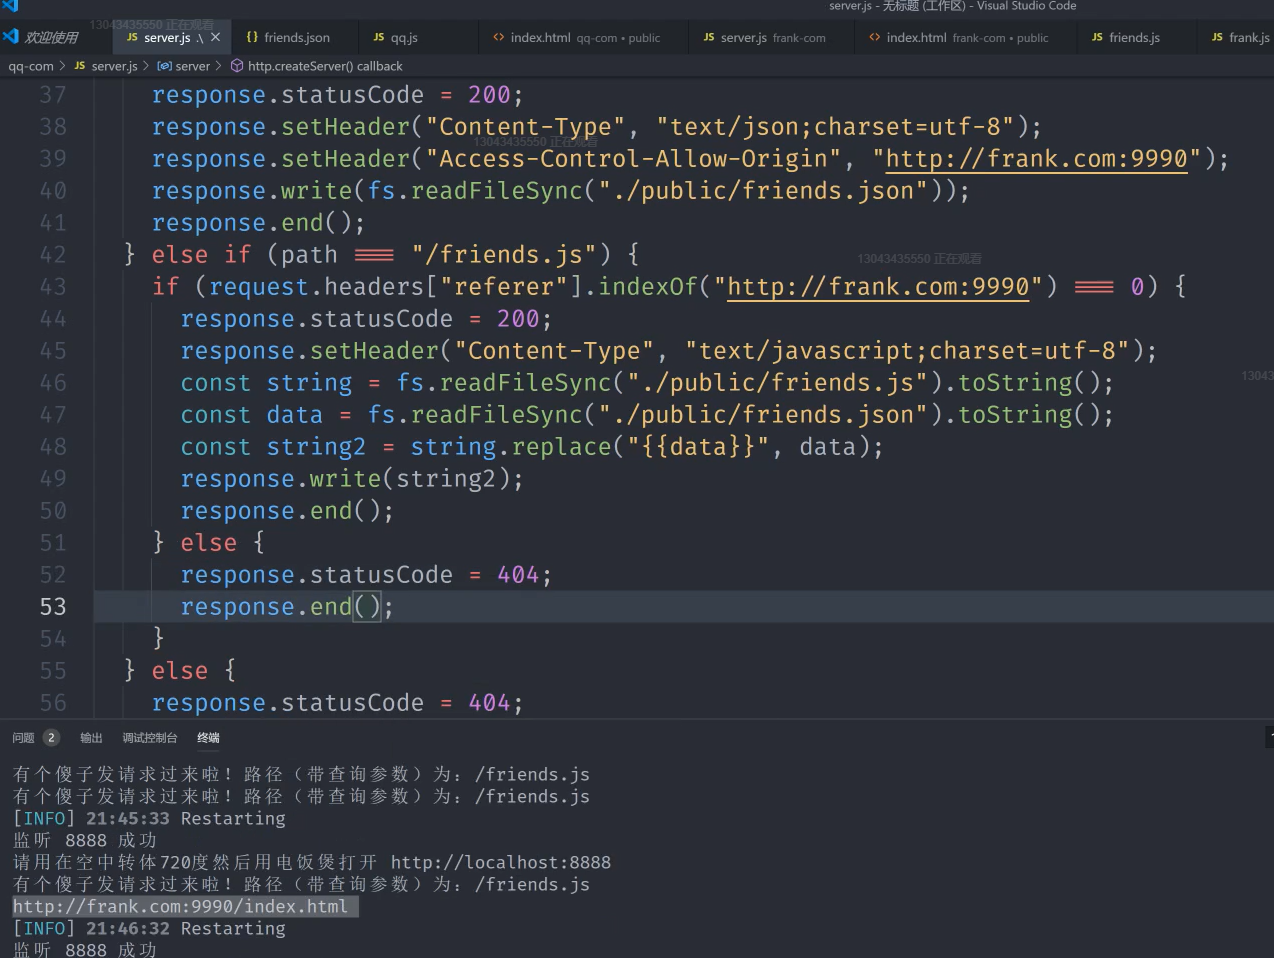 server.js - 无标题 (工作区) - Visual Studio Code
13043435550 正在观看
欢迎使用 JS server.js .\ × {} friends.json JS qq.js <> index.html qq-com • public JS server.js frank-com <> index.html frank-com • public JS friends.js JS frank.js
qq-com > JS server.js > server > http.createServer() callback
37 response.statusCode = 200;
38 response.setHeader("Content-Type", "text/json;charset=utf-8");
13043435550 正在观看
39 response.setHeader("Access-Control-Allow-Origin", "http://frank.com:9990");
40 response.write(fs.readFileSync("./public/friends.json"));
41 response.end();
42 } else if (path === "/friends.js") {
13043435550 正在观看
43 if (request.headers["referer"].indexOf("http://frank.com:9990") === 0) {
44 response.statusCode = 200;
45 response.setHeader("Content-Type", "text/javascript;charset=utf-8");
13043
46 const string = fs.readFileSync("./public/friends.js").toString();
47 const data = fs.readFileSync("./public/friends.json").toString();
48 const string2 = string.replace("{{data}}", data);
49 response.write(string2);
50 response.end();
51 } else {
52 response.statusCode = 404;
53 response.end();
54 }
55 } else {
56 response.statusCode = 404;
问题 2 输出 调试控制台 终端
有个傻子发请求过来啦！路径（带查询参数）为：/friends.js
有个傻子发请求过来啦！路径（带查询参数）为：/friends.js
[INFO] 21:45:33 Restarting
监听 8888 成功
请用在空中转体720度然后用电饭煲打开 http://localhost:8888
有个傻子发请求过来啦！路径（带查询参数）为：/friends.js
http://frank.com:9990/index.html
[INFO] 21:46:32 Restarting
监听 8888 成功